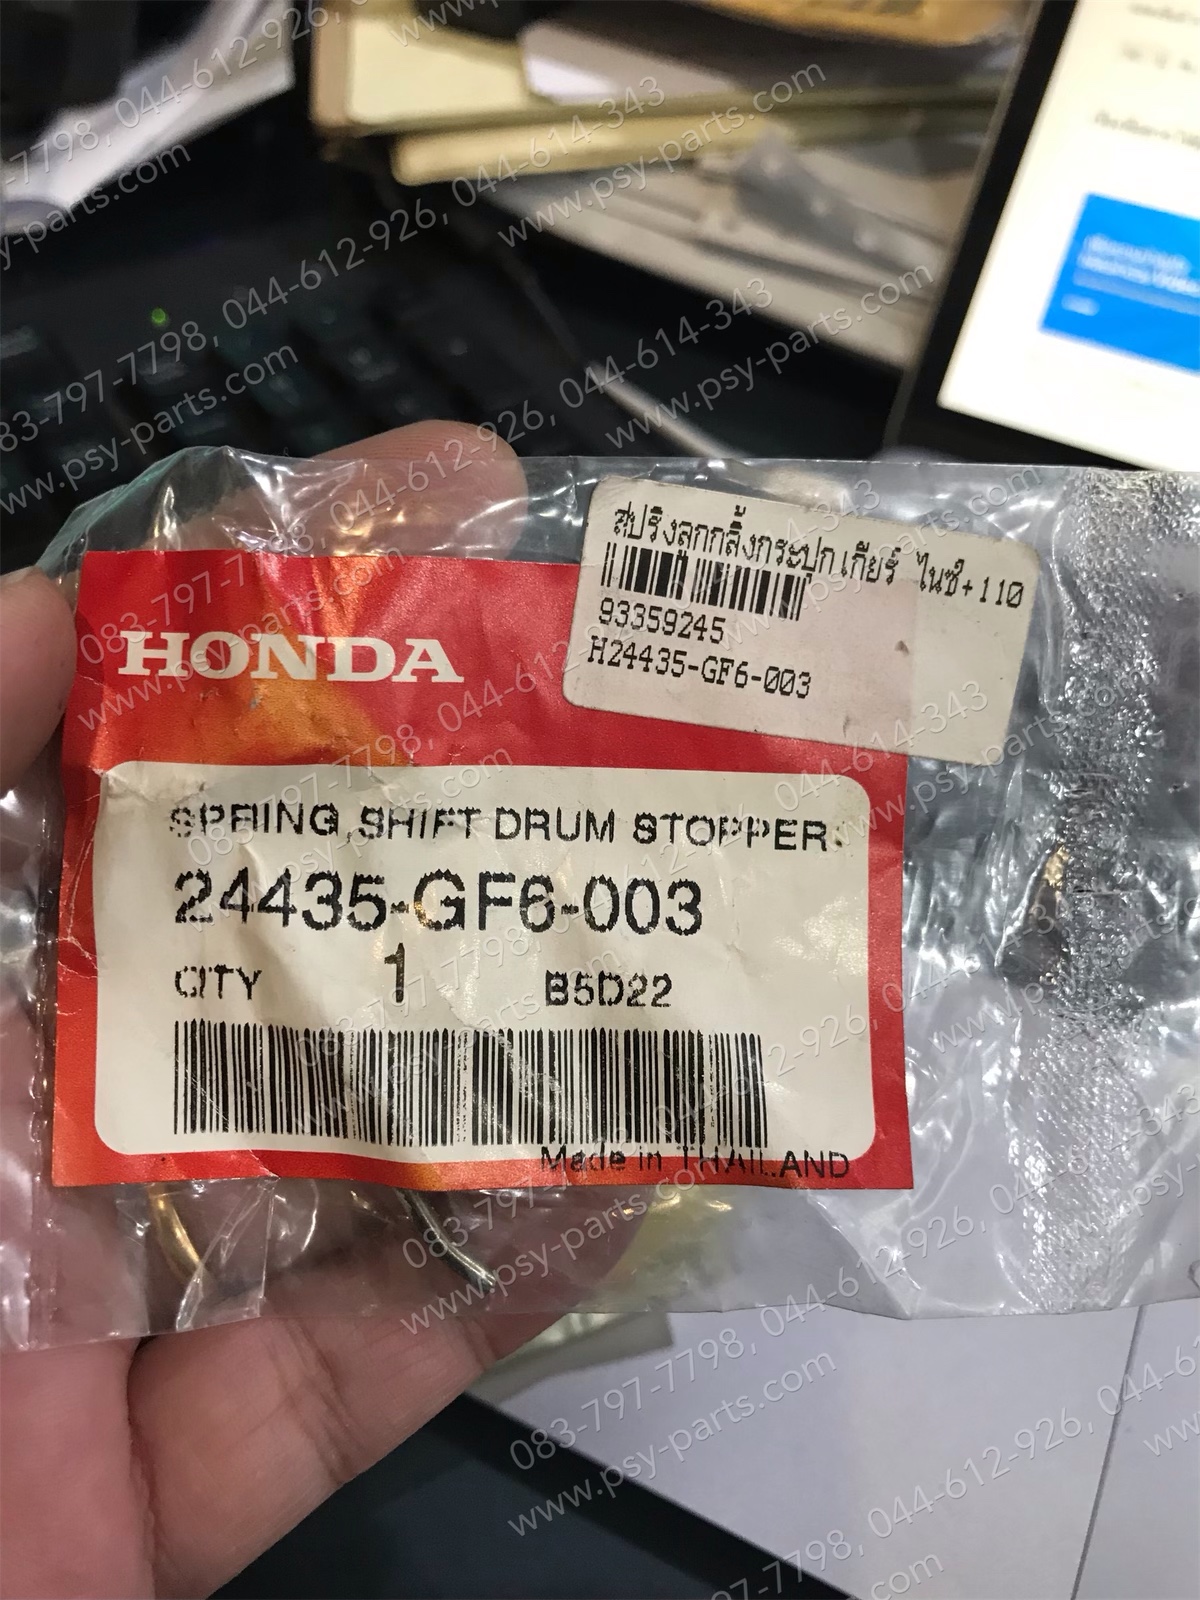 สปริงลูกกลิ้งกระปุกเกียร์ ไนซ์+110
93359245
H24435-GF6-003
HONDA
SPRING,SHIFT DRUM STOPPER
24435-GF6-003
QITY 1 B5D22
Made in THAILAND
083-797-7798, 044-612-926, 044-614-343
www.psy-parts.com